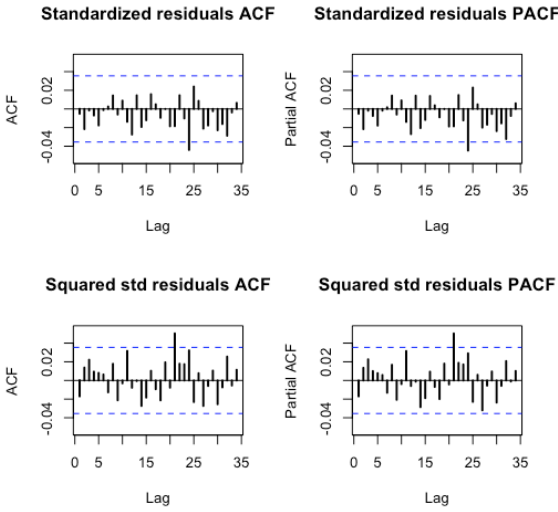 Standardized residuals ACF
Standardized residuals PACF
ACF
0.02
-0.04
0 5 15 25 35
Lag
Partial ACF
0.02
-0.04
0 5 15 25 35
Lag
Squared std residuals ACF
Squared std residuals PACF
ACF
0.02
-0.04
0 5 15 25 35
Lag
Partial ACF
0.02
-0.04
0 5 15 25 35
Lag